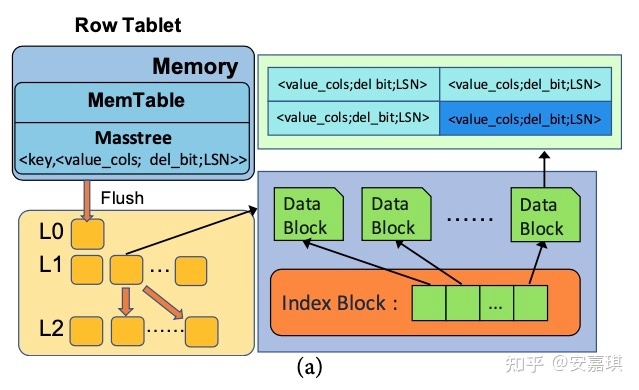 Row Tablet
Memory
MemTable
Masstree
<key,<value_cols; del_bit;LSN>>
Flush
L0
L1
...
L2
......
<value_cols;del bit;LSN>
<value_cols;del_bit;LSN>
<value_cols;del_bit;LSN>
<value_cols;del_bit;LSN>
Data
Block
Data
Block
......
Data
Block
Index Block :
...
(a)
知乎 @安嘉琪